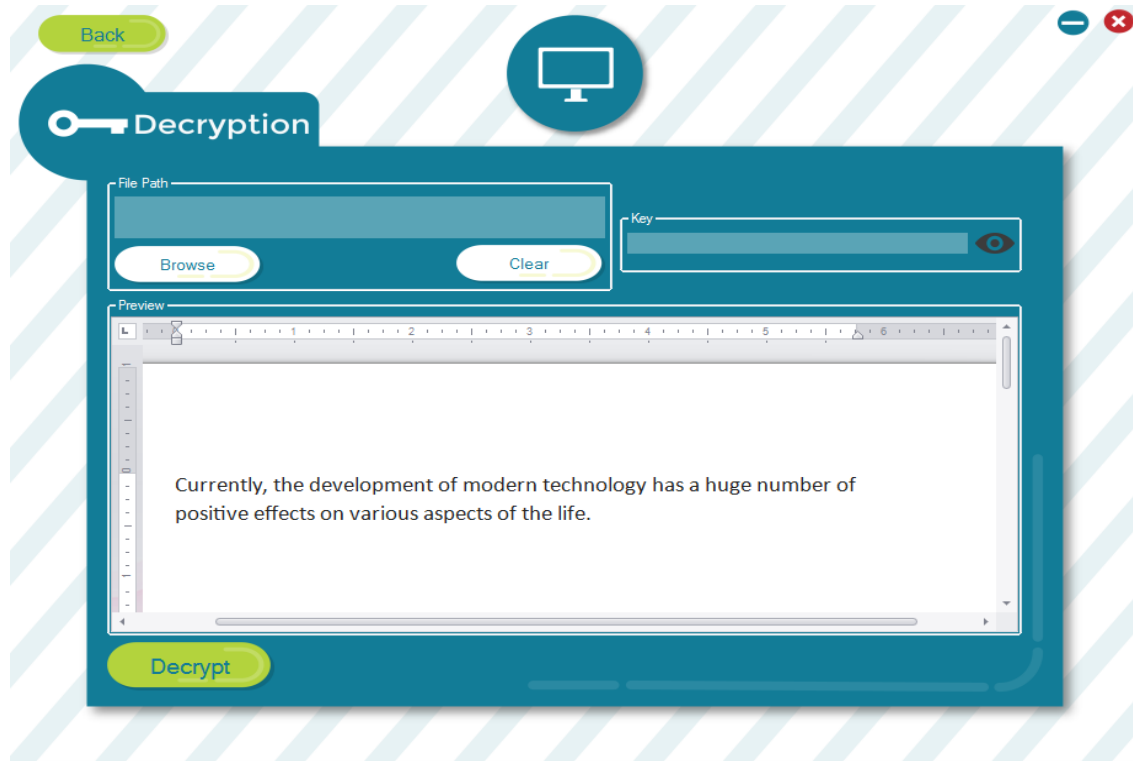 Back
Decryption
File Path
Browse
Clear
Key
Preview
L
1 2 3 4 5 6
Currently, the development of modern technology has a huge number of
positive effects on various aspects of the life.
Decrypt